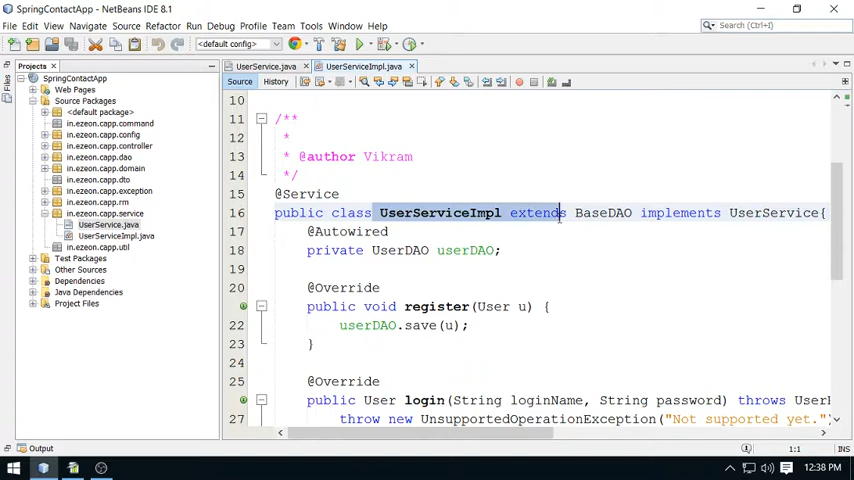 SpringContactApp - NetBeans IDE 8.1
File Edit View Navigate Source Refactor Run Debug Profile Team Tools Window Help
Search (Ctrl+I)
<default config>
Projects
UserService.java
UserServiceImpl.java
Files
Source History
SpringContactApp
Web Pages
Source Packages
<default package>
in.ezeon.capp.command
in.ezeon.capp.config
in.ezeon.capp.controller
in.ezeon.capp.dao
in.ezeon.capp.domain
in.ezeon.capp.dto
in.ezeon.capp.exception
in.ezeon.capp.rm
in.ezeon.capp.service
UserService.java
UserServiceImpl.java
in.ezeon.capp.util
Test Packages
Other Sources
Dependencies
Java Dependencies
Project Files
10
11 /**
12 *
13 * @author Vikram
14 */
15 @Service
16 public class UserServiceImpl extends BaseDAO implements UserService{
17 @Autowired
18 private UserDAO userDAO;
19
20 @Override
public void register(User u) {
22 userDAO.save(u);
23 }
24
25 @Override
public User login(String loginName, String password) throws UserB
27 throw new UnsupportedOperationException("Not supported yet.")
Output
1:1
12:38 PM